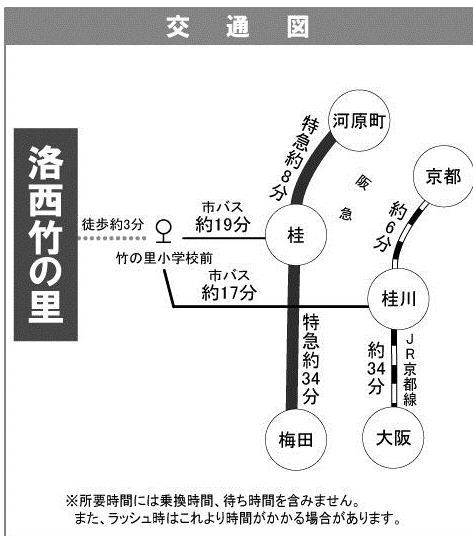 交通図
洛西竹の里
徒歩約3分
竹の里小学校前
市バス
約19分
市バス
約17分
桂
特急約8分
河原町
阪急
特急約34分
梅田
京都
約6分
桂川
JR京都線
約34分
大阪
※所要時間には乗換時間、待ち時間を含みません。
また、ラッシュ時はこれより時間がかかる場合があります。